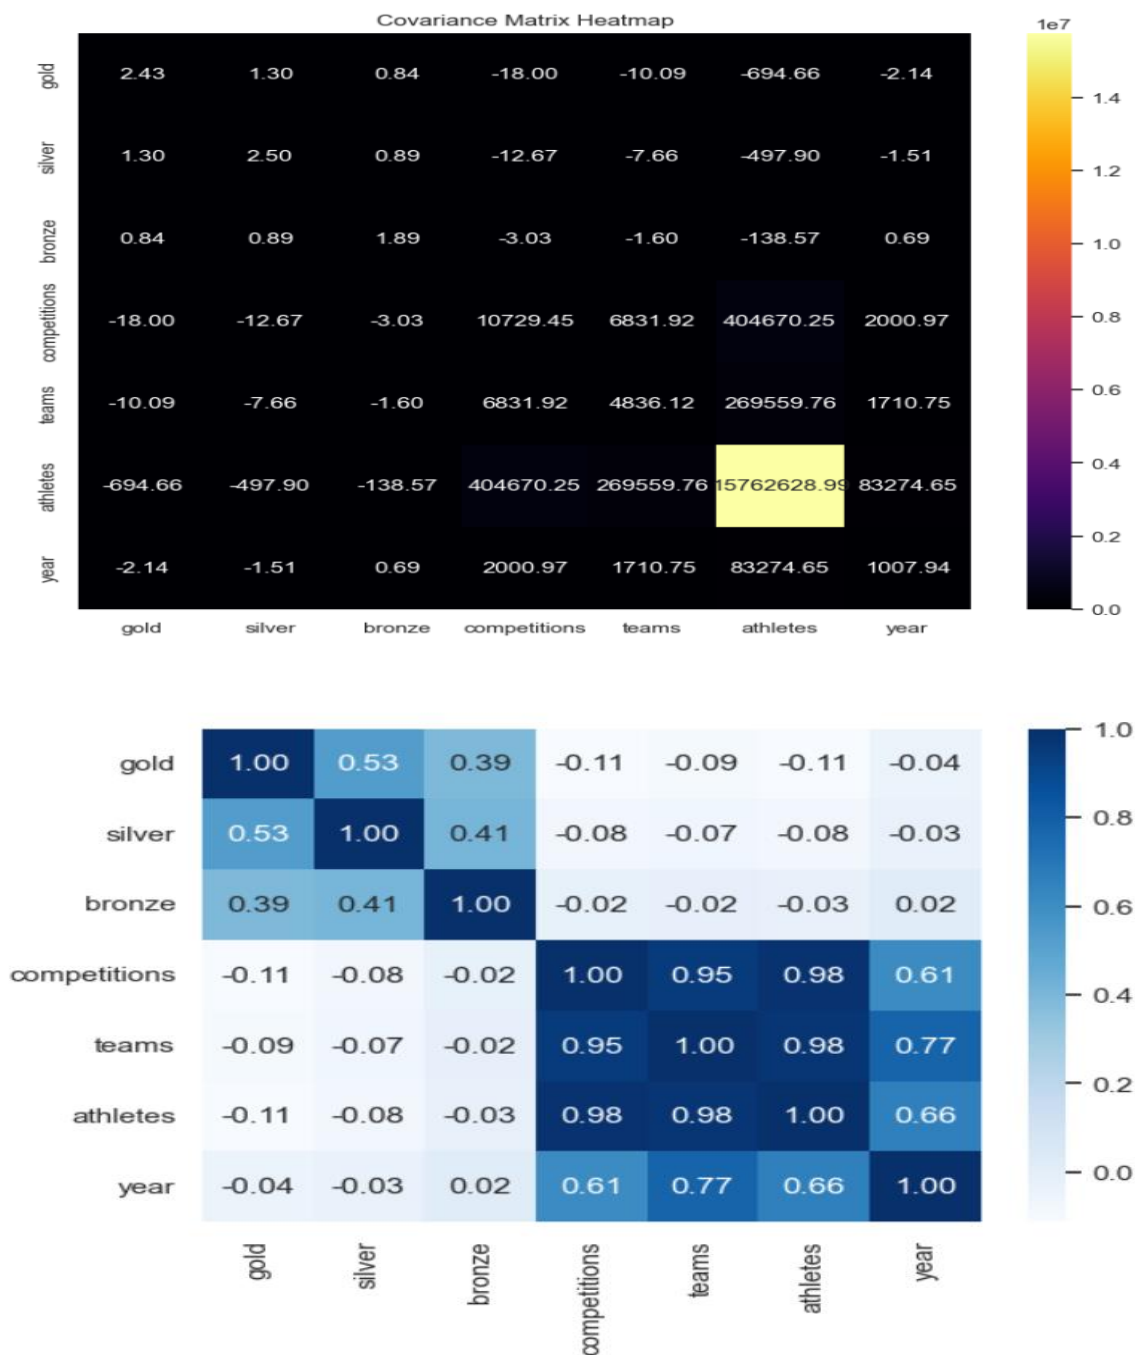 Covariance Matrix Heatmap
1e7
gold 2.43 1.30 0.84 -18.00 -10.09 -694.66 -2.14
1.4
silver 1.30 2.50 0.89 -12.67 -7.66 -497.90 -1.51
1.2
bronze 0.84 0.89 1.89 -3.03 -1.60 -138.57 0.69
1.0
competitions -18.00 -12.67 -3.03 10729.45 6831.92 404670.25 2000.97
0.8
teams -10.09 -7.66 -1.60 6831.92 4836.12 269559.76 1710.75
0.6
athletes -694.66 -497.90 -138.57 404670.25 269559.76 15762628.99 83274.65
0.4
year -2.14 -1.51 0.69 2000.97 1710.75 83274.65 1007.94
0.2
0.0
gold silver bronze competitions teams athletes year
gold 1.00 0.53 0.39 -0.11 -0.09 -0.11 -0.04
1.0
silver 0.53 1.00 0.41 -0.08 -0.07 -0.08 -0.03
0.8
bronze 0.39 0.41 1.00 -0.02 -0.02 -0.03 0.02
0.6
competitions -0.11 -0.08 -0.02 1.00 0.95 0.98 0.61
0.4
teams -0.09 -0.07 -0.02 0.95 1.00 0.98 0.77
0.2
athletes -0.11 -0.08 -0.03 0.98 0.98 1.00 0.66
0.0
year -0.04 -0.03 0.02 0.61 0.77 0.66 1.00
gold silver bronze competitions teams athletes year